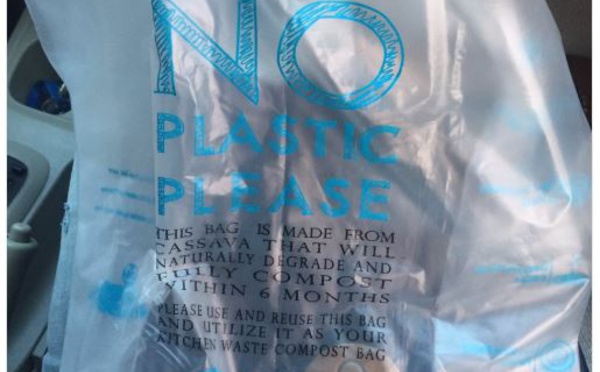 NO
PLASTIC
PLEASE
THIS BAG IS MADE FROM
CASSAVA THAT WILL
NATURALLY DEGRADE AND
FULLY COMPOST
WITHIN 6 MONTHS
PLEASE USE AND REUSE THIS BAG
AND UTILIZE IT AS YOUR
KITCHEN WASTE COMPOST BAG